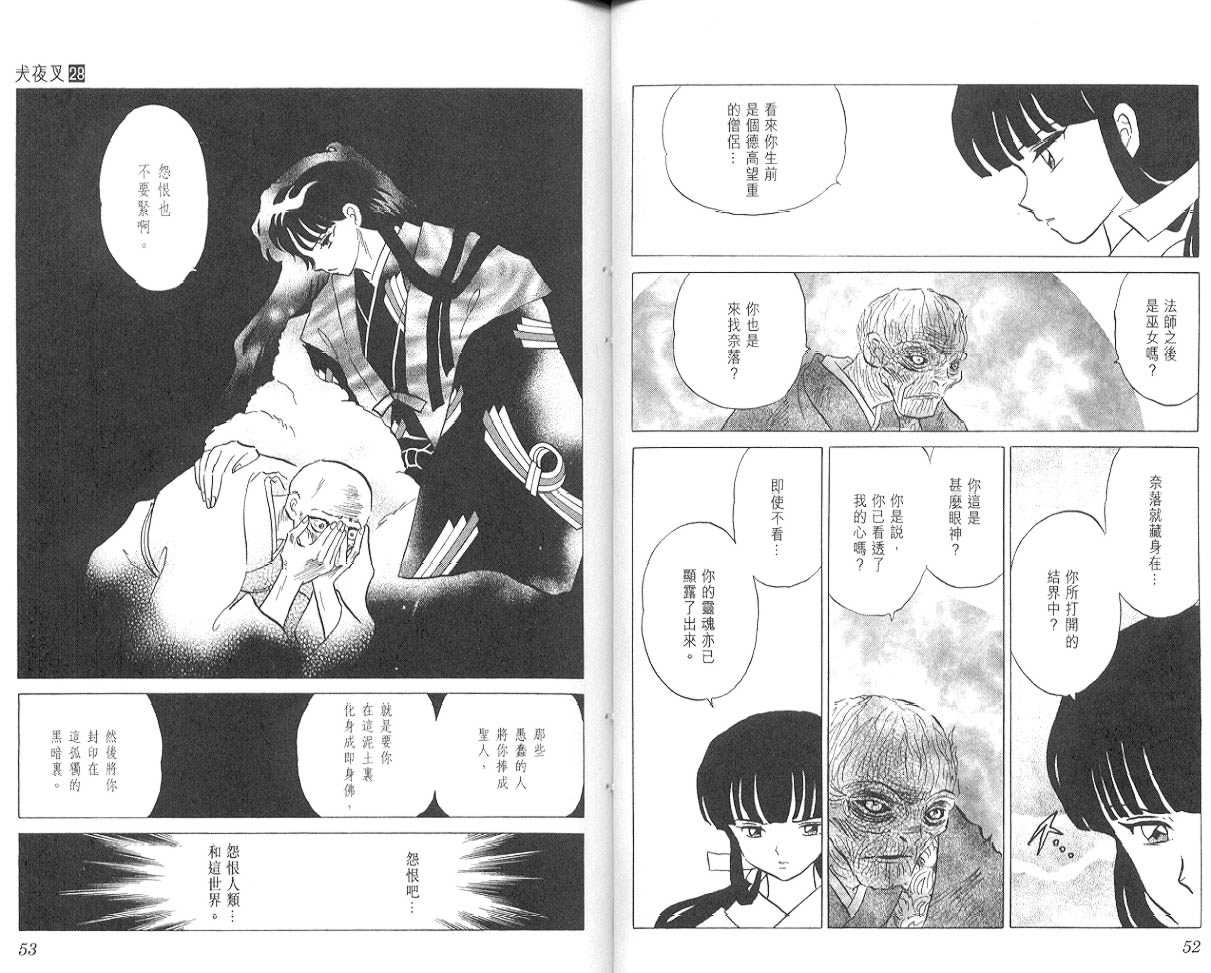 看來你生前
是個德高望重
的僧侶…
法師之後
是巫女嗎？
你也是
來找奈落？
奈落就藏身在…
你所打開的
結界中？
你這是
甚麼眼神？
你是説，
你已看透了
我的心嗎？
即使不看…
你的靈魂亦已
顯露了出來。
52
犬夜叉28
怨恨也
不要緊啊。
那些
愚蠢的人
將你捧成
聖人，
就是要你
在這泥土裏
化身成即身佛，
然後將你
封印在
這孤獨的
黑暗裏。
怨恨吧…
怨恨人類…
和這世界。
53